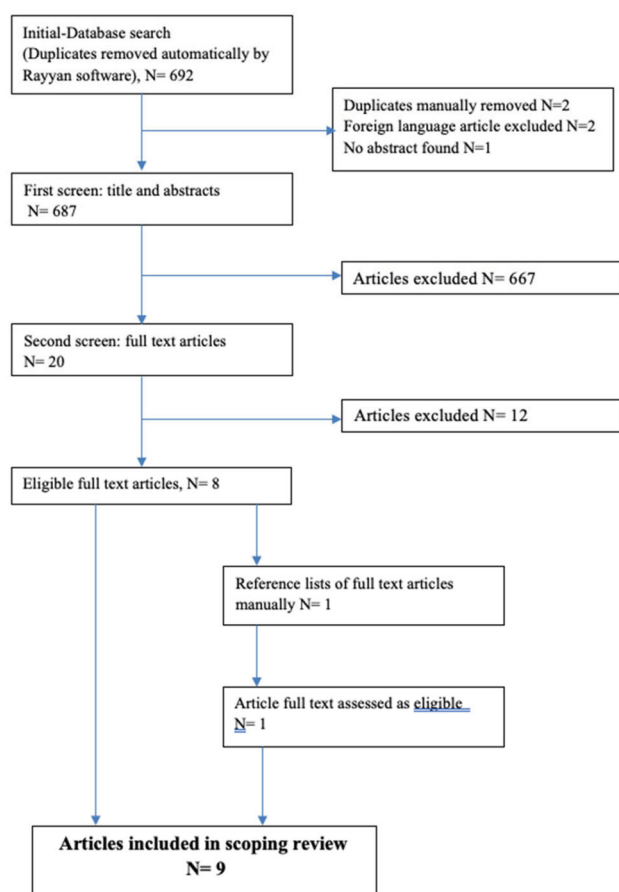 Initial-Database search
(Duplicates removed automatically by
Rayyan software), N= 692
Duplicates manually removed N=2
Foreign language article excluded N=2
No abstract found N=1
First screen: title and abstracts
N= 687
Articles excluded N= 667
Second screen: full text articles
N= 20
Articles excluded N= 12
Eligible full text articles, N= 8
Reference lists of full text articles
manually N= 1
Article full text assessed as eligible
N= 1
Articles included in scoping review
N= 9